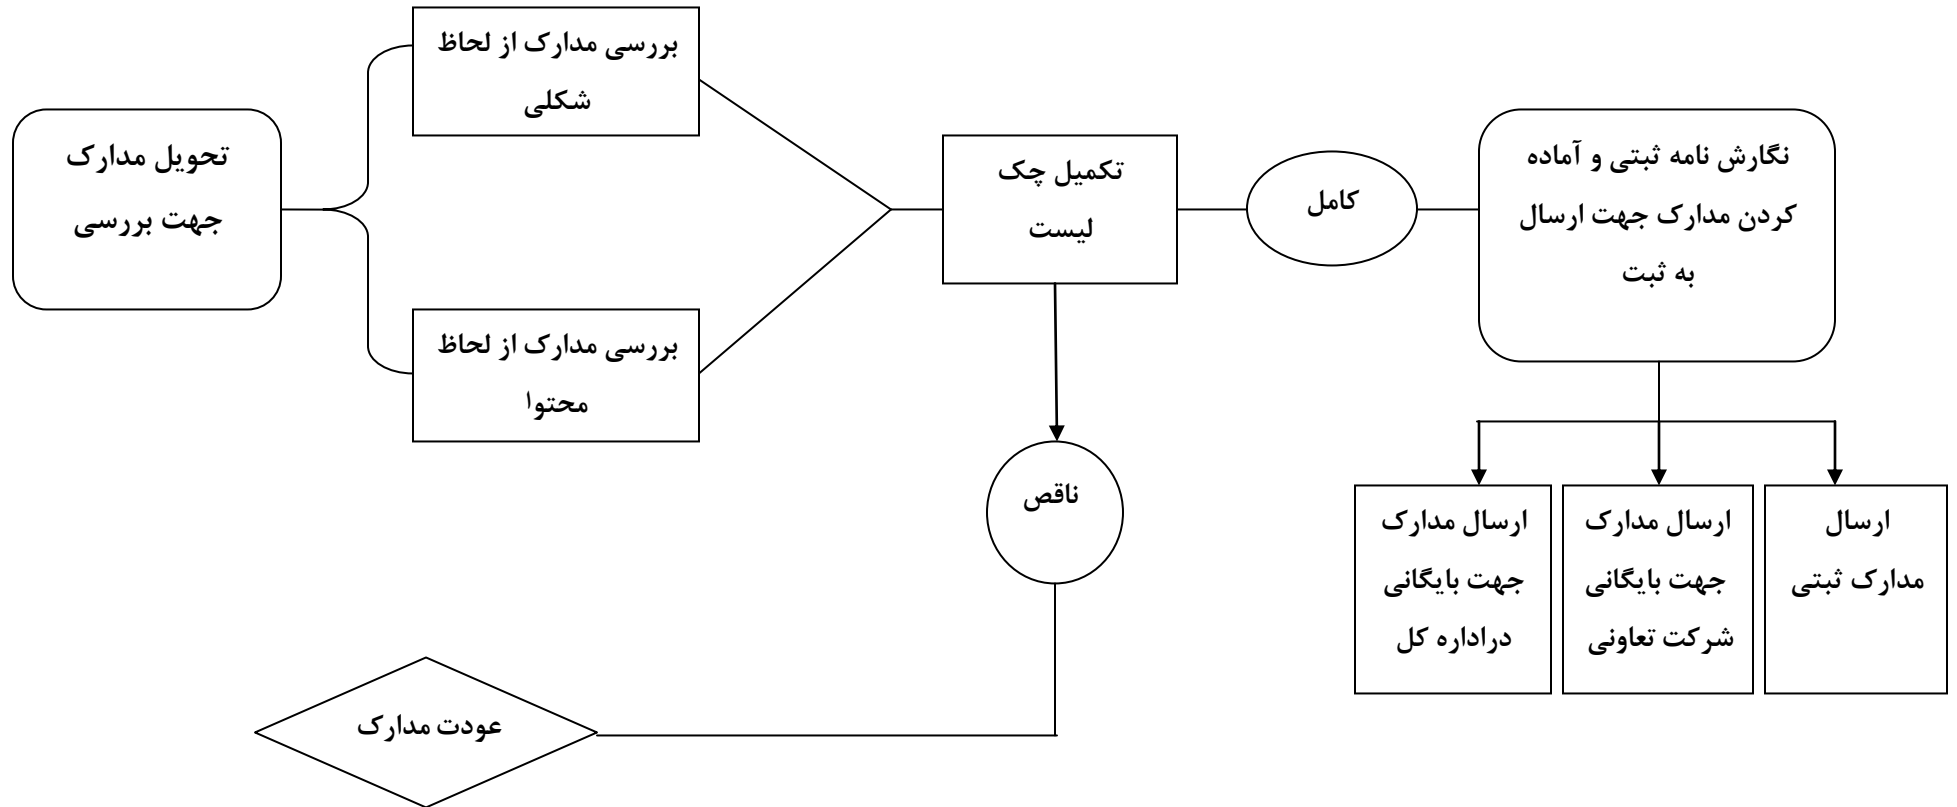 تحویل مدارک
جهت بررسی
بررسی مدارک از لحاظ
شکلی
بررسی مدارک از لحاظ
محتوا
تکمیل چک
لیست
کامل
نگارش نامه ثبتی و آماده
کردن مدارک جهت ارسال
به ثبت
ناقص
عودت مدارک
ارسال مدارک
جهت بایگانی
دراداره کل
ارسال مدارک
جهت بایگانی
شرکت تعاونی
ارسال
مدارک ثبتی